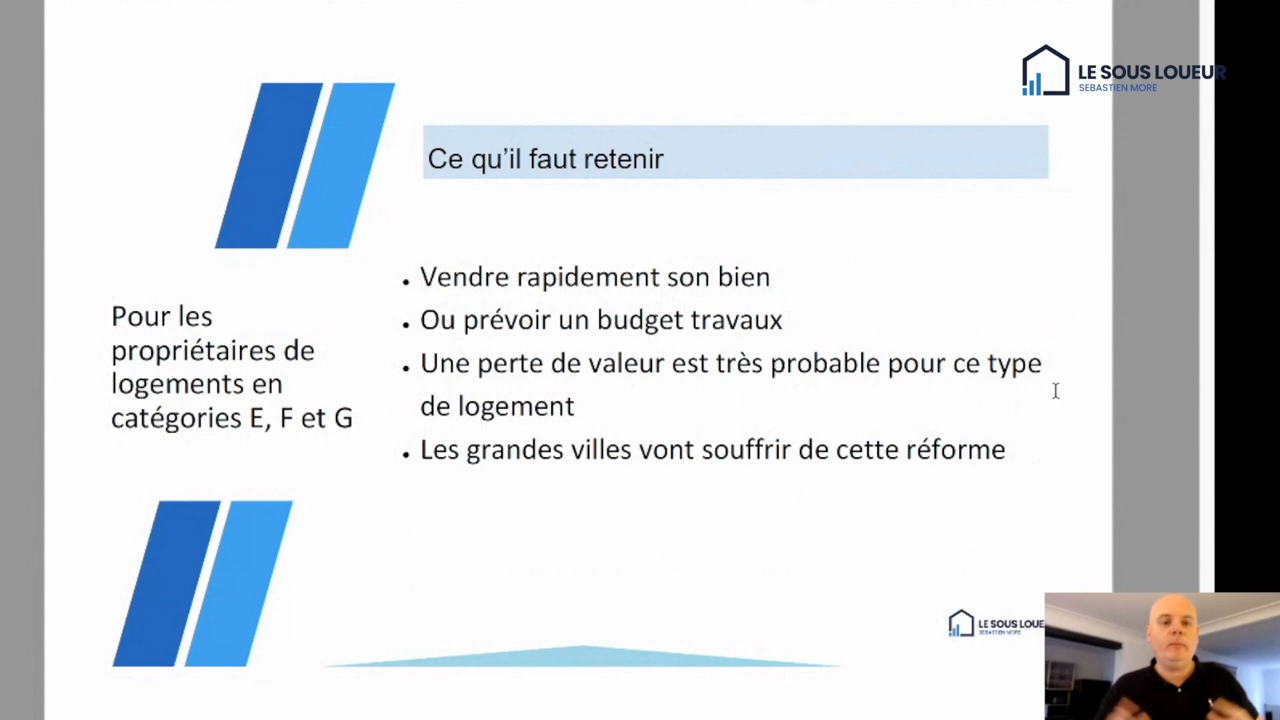 LE SOUS LOUEUR
SEBASTIEN MORE
Ce qu'il faut retenir
Pour les
propriétaires de
logements en
catégories E, F et G
. Vendre rapidement son bien
. Ou prévoir un budget travaux
. Une perte de valeur est très probable pour ce type
de logement
. Les grandes villes vont souffrir de cette réforme
LE SOUS LOUE
SEBASTIEN MORE